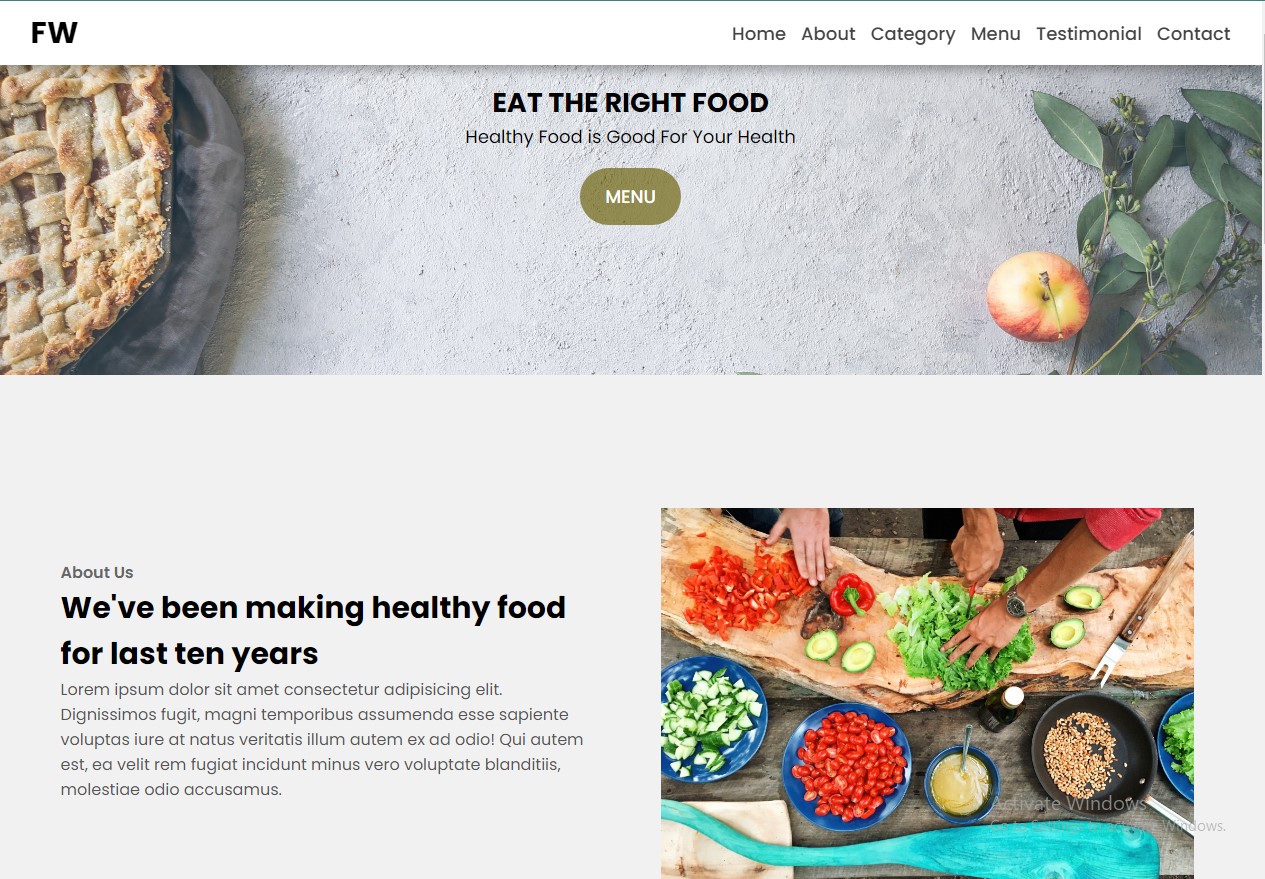 FW
Home About Category Menu Testimonial Contact
EAT THE RIGHT FOOD
Healthy Food is Good For Your Health
MENU
About Us
We've been making healthy food
for last ten years
Lorem ipsum dolor sit amet consectetur adipisicing elit.
Dignissimos fugit, magni temporibus assumenda esse sapiente
voluptas iure at natus veritatis illum autem ex ad odio! Qui autem
est, ea velit rem fugiat incidunt minus vero voluptate blanditiis,
molestiae odio accusamus.
Activate Windows
Windows.